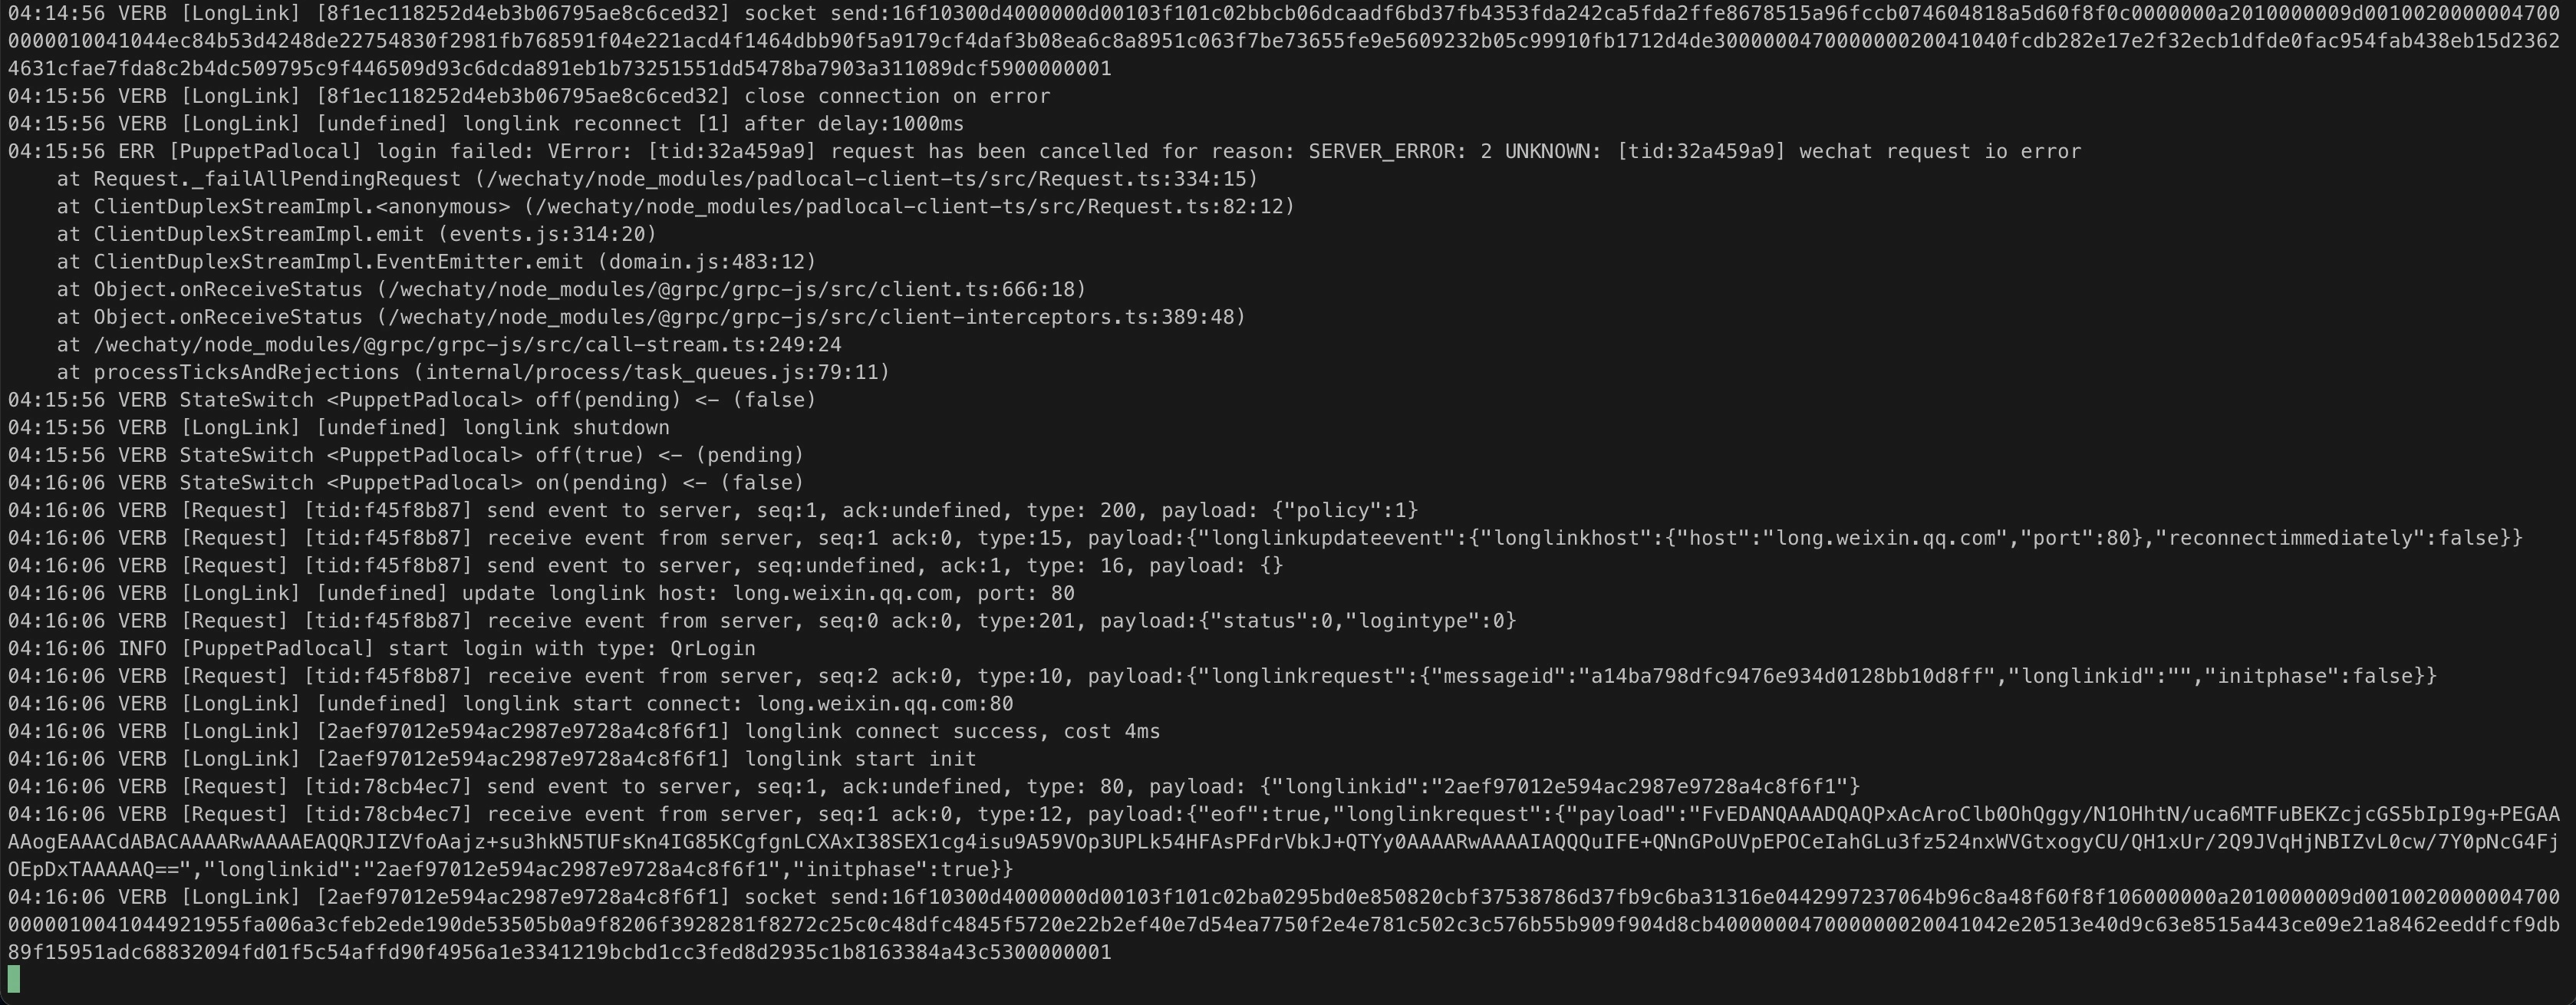 04:14:56 VERB [LongLink] [8f1ec118252d4eb3b06795ae8c6ced32] socket send:16f10300d4000000d00103f101c02bbcb06dcaadf6bd37fb4353fda242ca5fda2ffe8678515a96fccb074604818a5d60f8f0c0000000a2010000009d0010020000004700
0000010041044ec84b53d4248de22754830f2981fb768591f04e221acd4f1464dbb90f5a9179cf4daf3b08ea6c8a8951c063f7be73655fe9e5609232b05c99910fb1712d4de300000047000000020041040fcdb282e17e2f32ecb1dfde0fac954fab438eb15d2362
4631cfae7fda8c2b4dc509795c9f446509d93c6dcda891eb1b73251551dd5478ba7903a311089dcf5900000001
04:15:56 VERB [LongLink] [8f1ec118252d4eb3b06795ae8c6ced32] close connection on error
04:15:56 VERB [LongLink] [undefined] longlink reconnect [1] after delay:1000ms
04:15:56 ERR [PuppetPadlocal] login failed: VError: [tid:32a459a9] request has been cancelled for reason: SERVER_ERROR: 2 UNKNOWN: [tid:32a459a9] wechat request io error
at Request._failAllPendingRequest (/wechaty/node_modules/padlocal-client-ts/src/Request.ts:334:15)
at ClientDuplexStreamImpl.<anonymous> (/wechaty/node_modules/padlocal-client-ts/src/Request.ts:82:12)
at ClientDuplexStreamImpl.emit (events.js:314:20)
at ClientDuplexStreamImpl.EventEmitter.emit (domain.js:483:12)
at Object.onReceiveStatus (/wechaty/node_modules/@grpc/grpc-js/src/client.ts:666:18)
at Object.onReceiveStatus (/wechaty/node_modules/@grpc/grpc-js/src/client-interceptors.ts:389:48)
at /wechaty/node_modules/@grpc/grpc-js/src/call-stream.ts:249:24
at processTicksAndRejections (internal/process/task_queues.js:79:11)
04:15:56 VERB StateSwitch <PuppetPadlocal> off(pending) <- (false)
04:15:56 VERB [LongLink] [undefined] longlink shutdown
04:15:56 VERB StateSwitch <PuppetPadlocal> off(true) <- (pending)
04:16:06 VERB StateSwitch <PuppetPadlocal> on(pending) <- (false)
04:16:06 VERB [Request] [tid:f45f8b87] send event to server, seq:1, ack:undefined, type: 200, payload: {"policy":1}
04:16:06 VERB [Request] [tid:f45f8b87] receive event from server, seq:1 ack:0, type:15, payload:{"longlinkupdateevent":{"longlinkhost":{"host":"long.weixin.qq.com","port":80},"reconnectimmediately":false}}
04:16:06 VERB [Request] [tid:f45f8b87] send event to server, seq:undefined, ack:1, type: 16, payload: {}
04:16:06 VERB [LongLink] [undefined] update longlink host: long.weixin.qq.com, port: 80
04:16:06 VERB [Request] [tid:f45f8b87] receive event from server, seq:0 ack:0, type:201, payload:{"status":0,"logintype":0}
04:16:06 INFO [PuppetPadlocal] start login with type: QrLogin
04:16:06 VERB [Request] [tid:f45f8b87] receive event from server, seq:2 ack:0, type:10, payload:{"longlinkrequest":{"messageid":"a14ba798dfc9476e934d0128bb10d8ff","longlinkid":"","initphase":false}}
04:16:06 VERB [LongLink] [undefined] longlink start connect: long.weixin.qq.com:80
04:16:06 VERB [LongLink] [2aef97012e594ac2987e9728a4c8f6f1] longlink connect success, cost 4ms
04:16:06 VERB [LongLink] [2aef97012e594ac2987e9728a4c8f6f1] longlink start init
04:16:06 VERB [Request] [tid:78cb4ec7] send event to server, seq:1, ack:undefined, type: 80, payload: {"longlinkid":"2aef97012e594ac2987e9728a4c8f6f1"}
04:16:06 VERB [Request] [tid:78cb4ec7] receive event from server, seq:1 ack:0, type:12, payload:{"eof":true,"longlinkrequest":{"payload":"FvEDANQAAADQAQPxAcAroClb0OhQggy/N1OHhtN/uca6MTFuBEKZcjcGS5bIpI9g+PEGAA
AAogEAAACdABACAAAARwAAAAEAQQRJIZVfoAajz+su3hkN5TUFsKn4IG85KCgfgnLCXAxI38SEX1cg4isu9A59VOp3UPLk54HFAsPFdrVbkJ+QTYy0AAAARwAAAAIAQQQuIFE+QNnGPoUVpEPOCeIahGLu3fz524nxWVGtxogyCU/QH1xUr/2Q9JVqHjNBIZvL0cw/7Y0pNcG4Fj
OEpDxTAAAAAQ==","longlinkid":"2aef97012e594ac2987e9728a4c8f6f1","initphase":true}}
04:16:06 VERB [LongLink] [2aef97012e594ac2987e9728a4c8f6f1] socket send:16f10300d4000000d00103f101c02ba0295bd0e850820cbf37538786d37fb9c6ba31316e0442997237064b96c8a48f60f8f106000000a2010000009d0010020000004700
0000010041044921955fa006a3cfeb2ede190de53505b0a9f8206f3928281f8272c25c0c48dfc4845f5720e22b2ef40e7d54ea7750f2e4e781c502c3c576b55b909f904d8cb400000047000000020041042e20513e40d9c63e8515a443ce09e21a8462eeddfcf9db
89f15951adc68832094fd01f5c54affd90f4956a1e3341219bcbd1cc3fed8d2935c1b8163384a43c5300000001